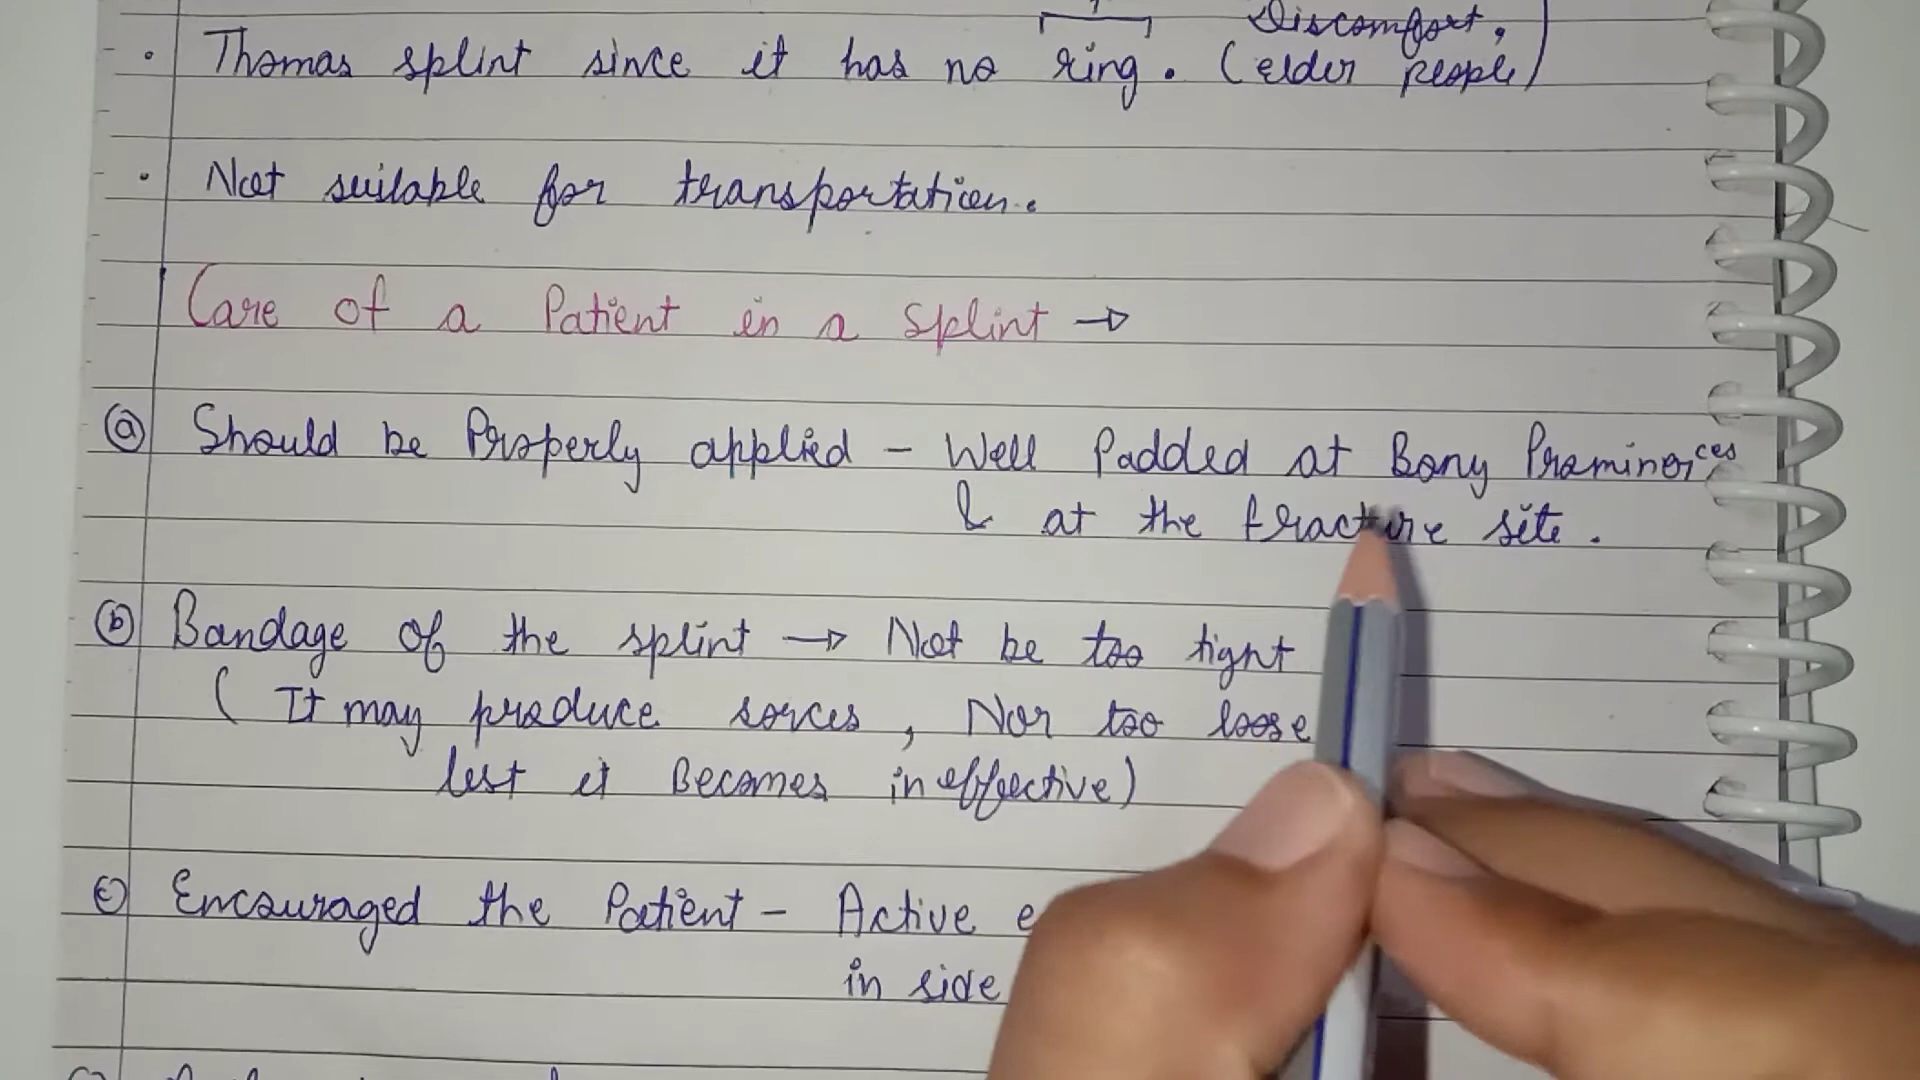 Discomfort,
• Thomas splint since it has no ring. (elder people)
• Not suitable for transportation.
Care of a Patient in a splint →
(a) Should be Properly applied - Well Padded at Bony Prominences
& at the fracture site.
(b) Bandage of the splint → Not be too tight
( It may produce sorces, Nor too loose
lest it Becomes ineffective)
(c) Encouraged the Patient - Active
in side